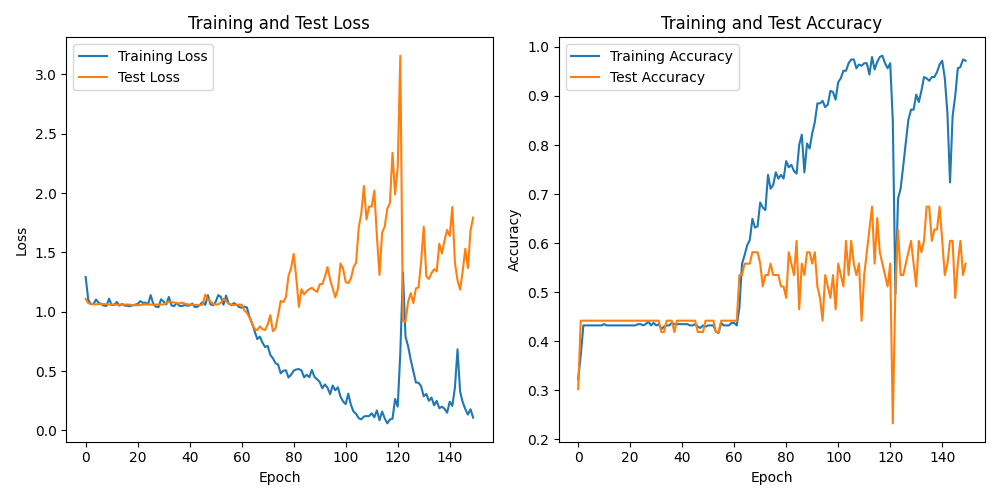 Training and Test Loss
Training Loss
Test Loss
3.0
2.5
2.0
1.5
1.0
0.5
0.0
Loss
0 20 40 60 80 100 120 140
Epoch
Training and Test Accuracy
Training Accuracy
Test Accuracy
1.0
0.9
0.8
0.7
0.6
0.5
0.4
0.3
0.2
Accuracy
0 20 40 60 80 100 120 140
Epoch